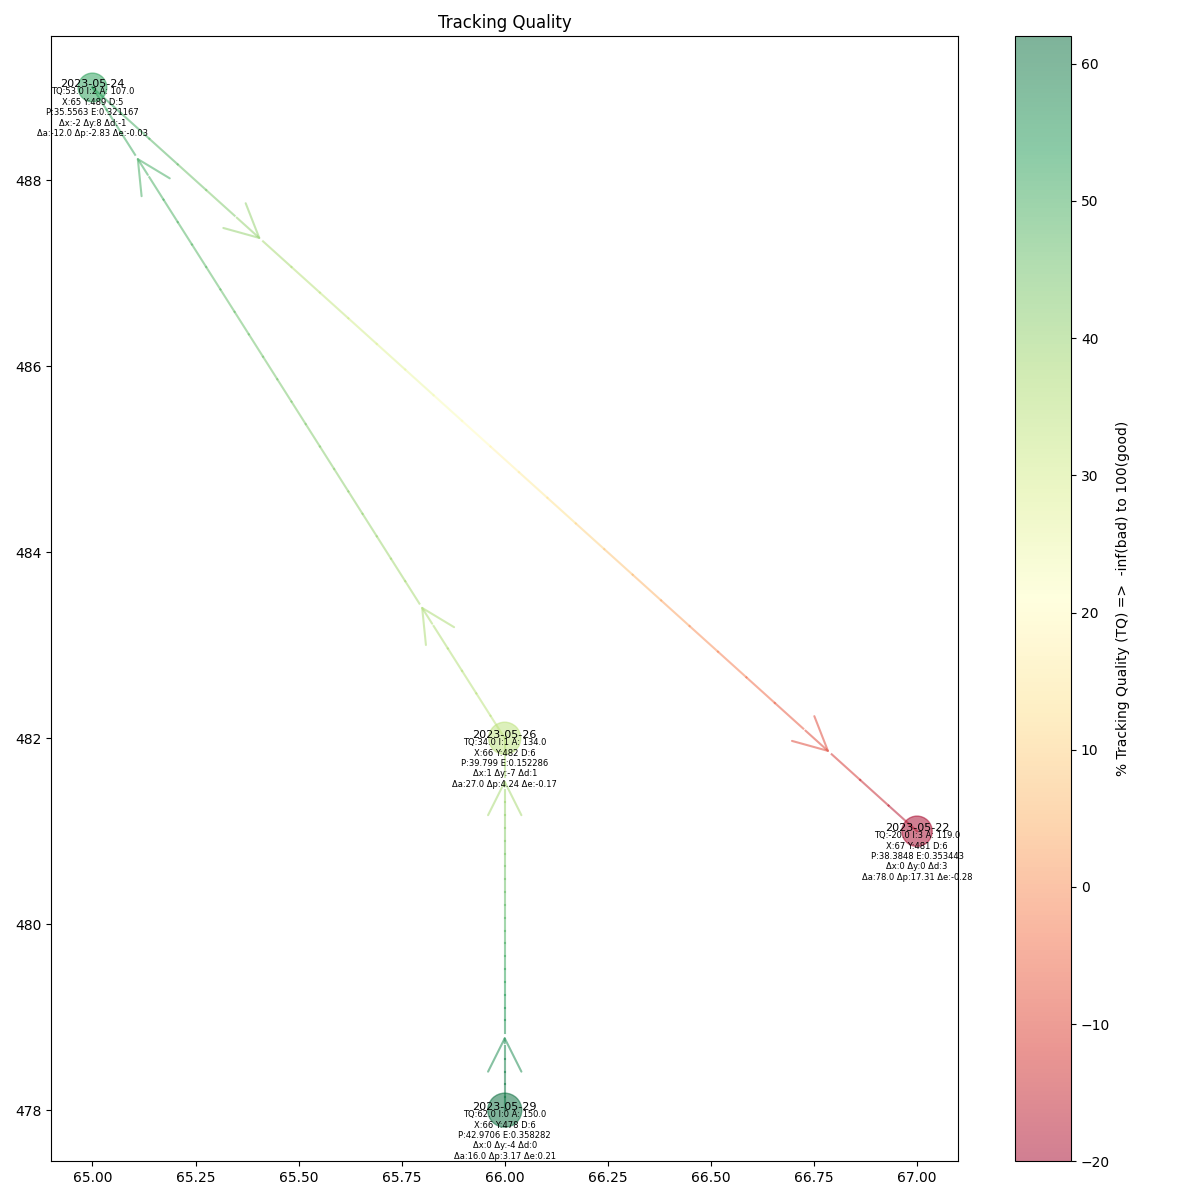 Tracking Quality
2023-05-24
TQ:53.0 I:2 A: 107.0
X:65 Y:489 D:5
P:35.5563 E:0.321167
Δx:-2 Δy:8 Δd:-1
Δa:-12.0 Δp:-2.83 Δe:-0.03
2023-05-26
TQ:34.0 I:1 A: 134.0
X:66 Y:482 D:6
P:39.799 E:0.152286
Δx:1 Δy:-7 Δd:1
Δa:27.0 Δp:4.24 Δe:-0.17
2023-05-22
TQ:-20.0 I:3 A: 119.0
X:67 Y:481 D:6
P:38.3848 E:0.353443
Δx:0 Δy:0 Δd:3
Δa:78.0 Δp:17.31 Δe:-0.28
2023-05-29
TQ:62.0 I:0 A: 150.0
X:66 Y:478 D:6
P:42.9706 E:0.358282
Δx:0 Δy:-4 Δd:0
Δa:16.0 Δp:3.17 Δe:0.21
488
486
484
482
480
478
65.00 65.25 65.50 65.75 66.00 66.25 66.50 66.75 67.00
60
50
40
30
20
10
0
−10
−20
% Tracking Quality (TQ) => -inf(bad) to 100(good)